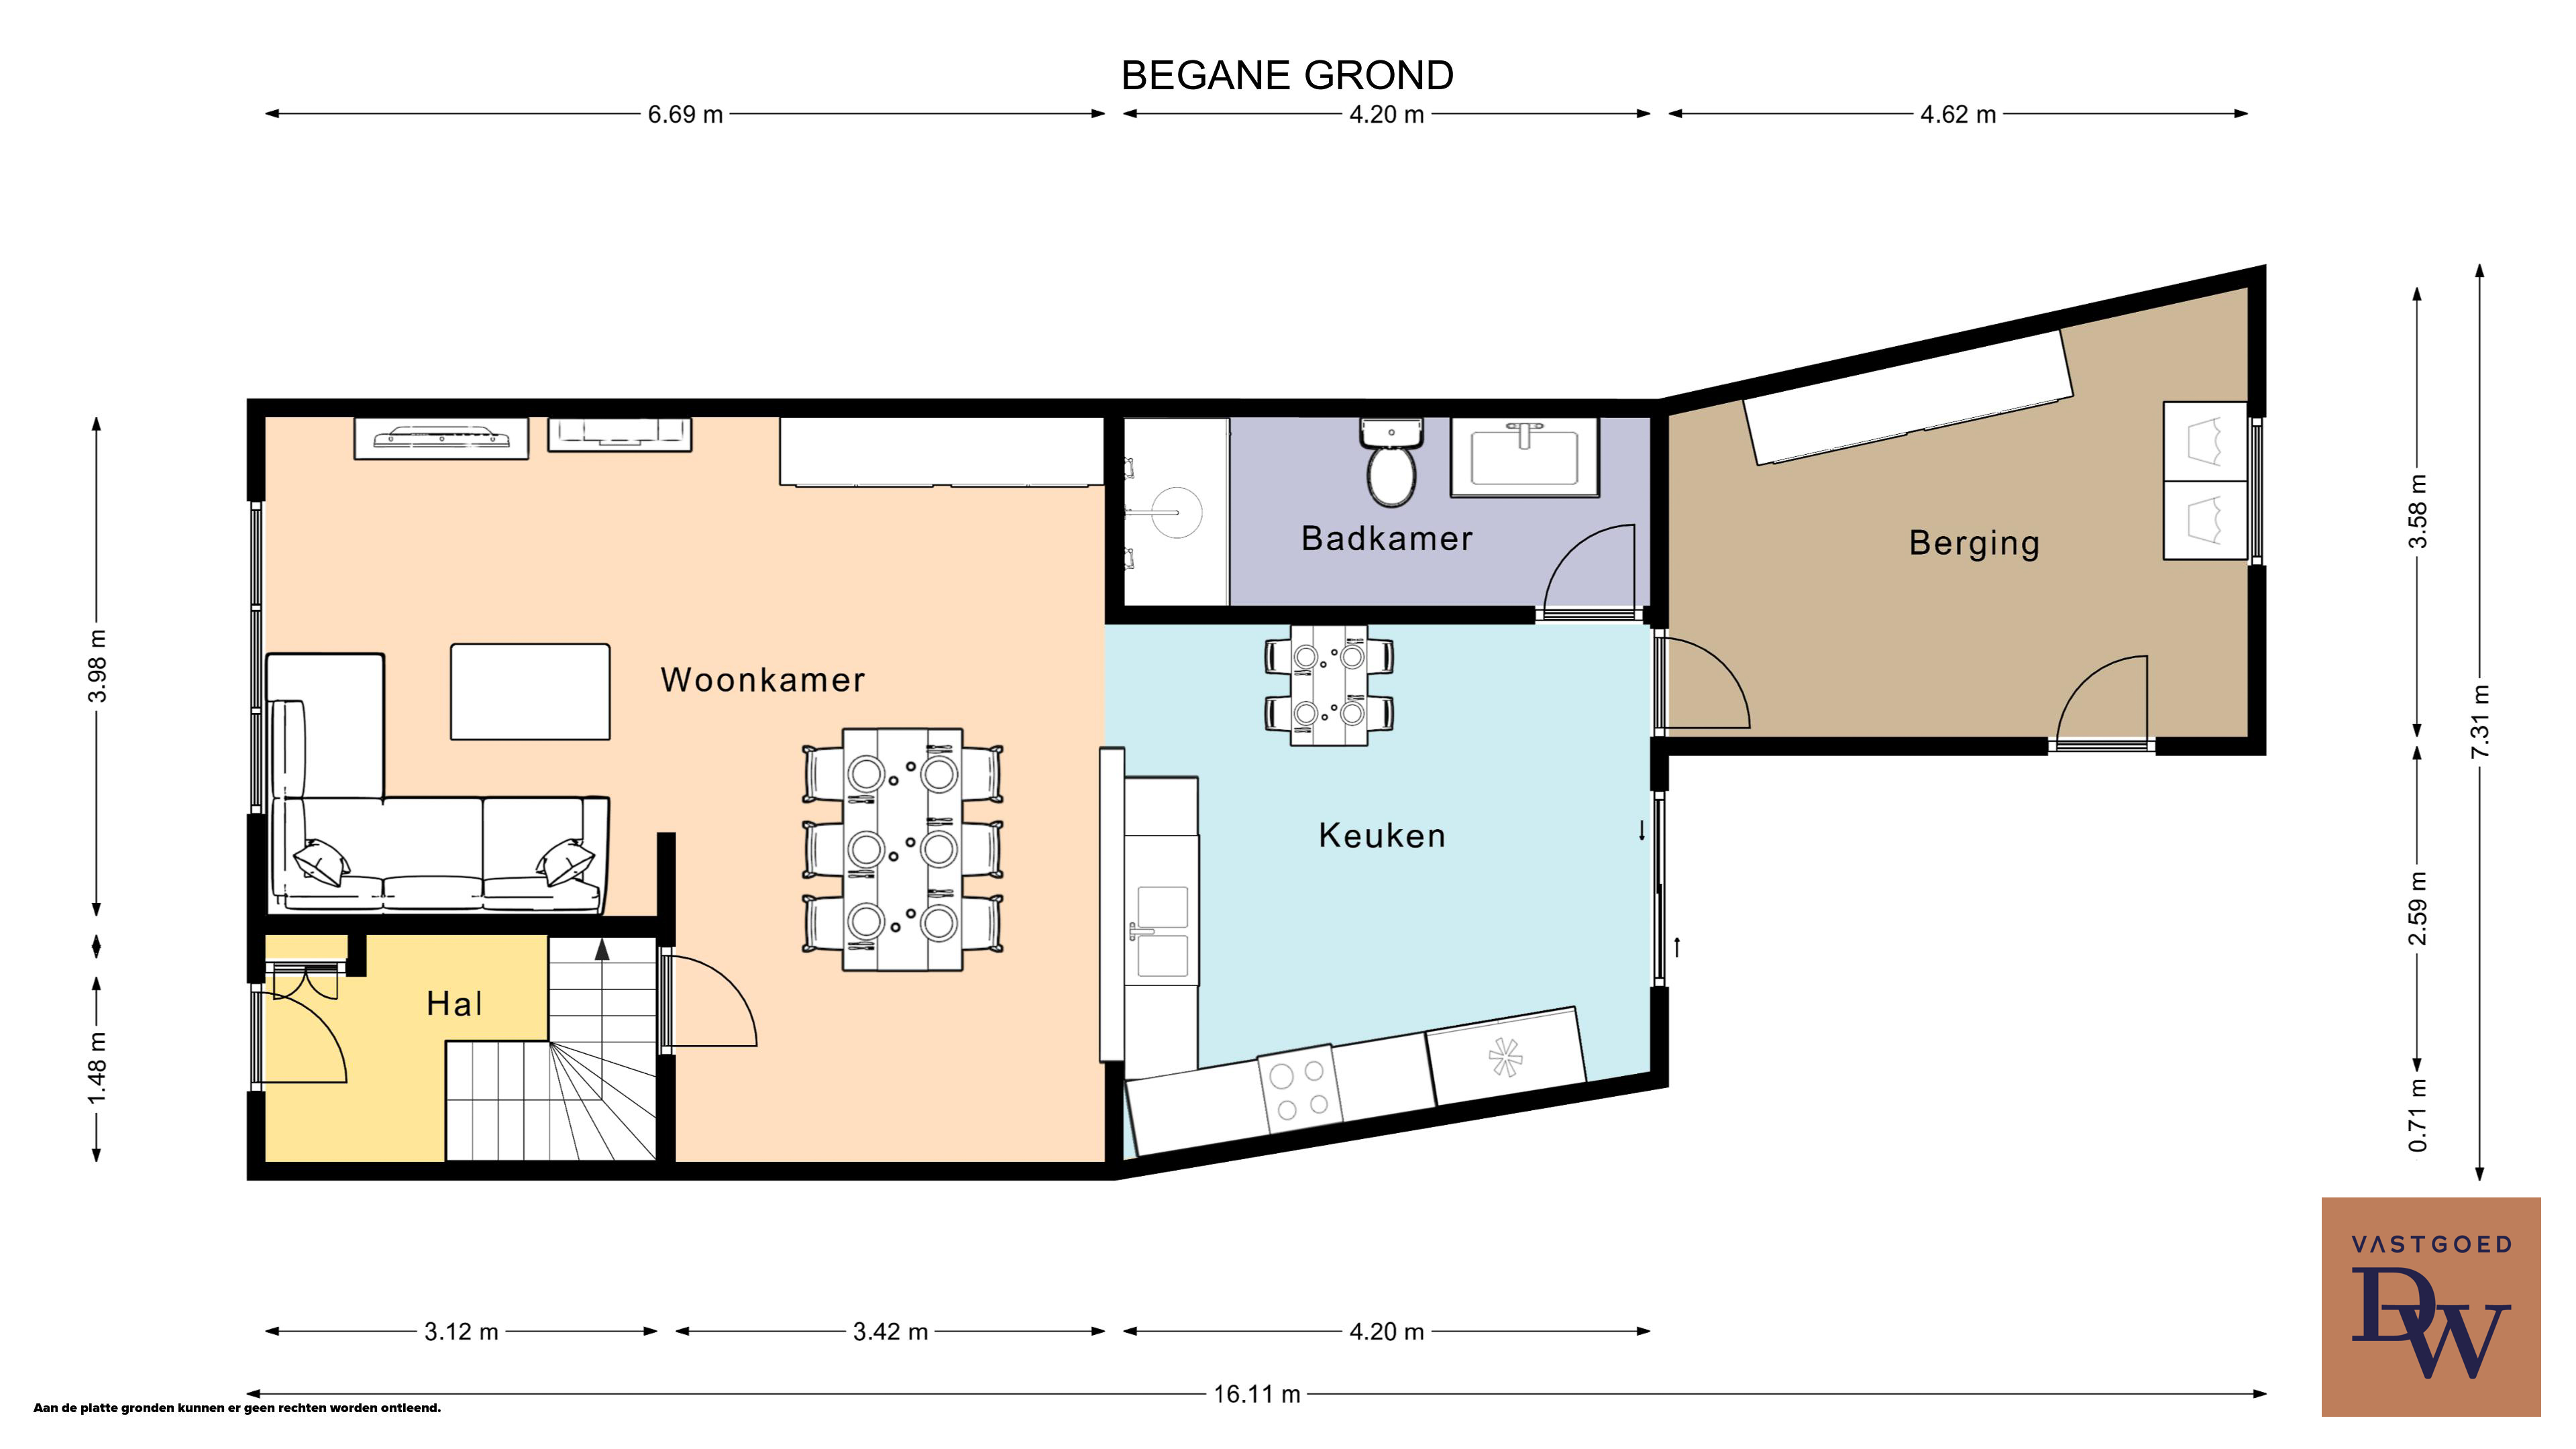 BEGANE GROND
6.69 m
4.20 m
4.62 m
3.98 m
1.48 m
Woonkamer
Badkamer
Berging
Keuken
Hal
3.58 m
2.59 m
0.71 m
7.31 m
VASTGOED
DW
3.12 m
3.42 m
4.20 m
16.11 m
Aan de platte gronden kunnen er geen rechten worden ontleend.